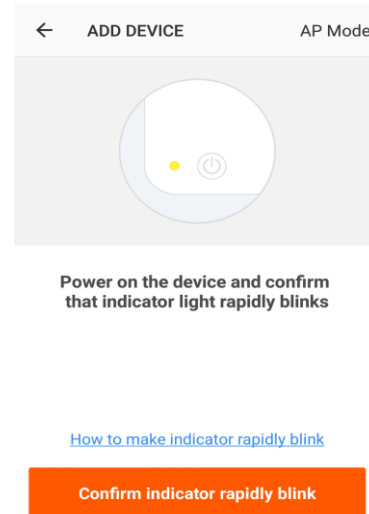 ADD DEVICE AP Mode
Power on the device and confirm
that indicator light rapidly blinks
How to make indicator rapidly blink
Confirm indicator rapidly blink